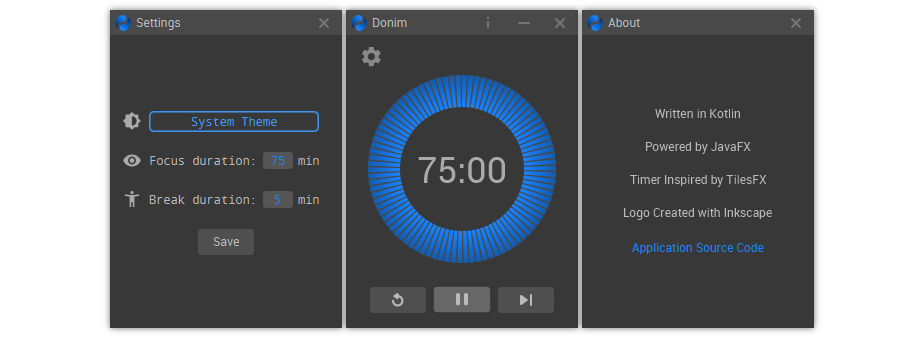 Settings
System Theme
Focus duration: 75 min
Break duration: 5 min
Save
Donim
75:00
About
Written in Kotlin
Powered by JavaFX
Timer Inspired by TilesFX
Logo Created with Inkscape
Application Source Code